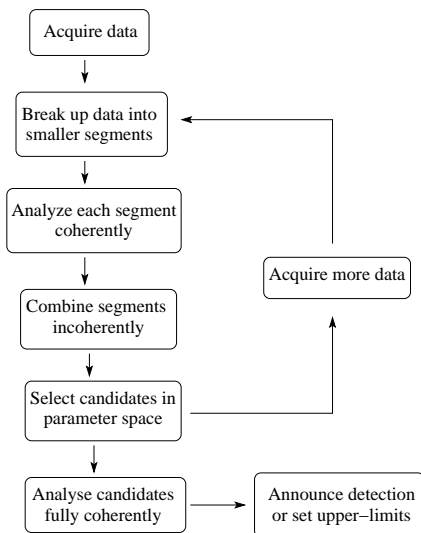 Acquire data
Break up data into
smaller segments
Analyze each segment
coherently
Combine segments
incoherently
Acquire more data
Select candidates in
parameter space
Analyse candidates
fully coherently
Announce detection
or set upper−limits